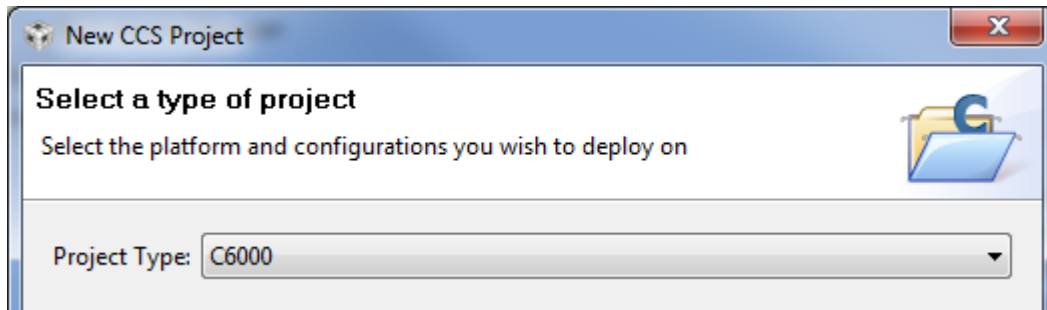 New CCS Project
Select a type of project
Select the platform and configurations you wish to deploy on
Project Type: C6000